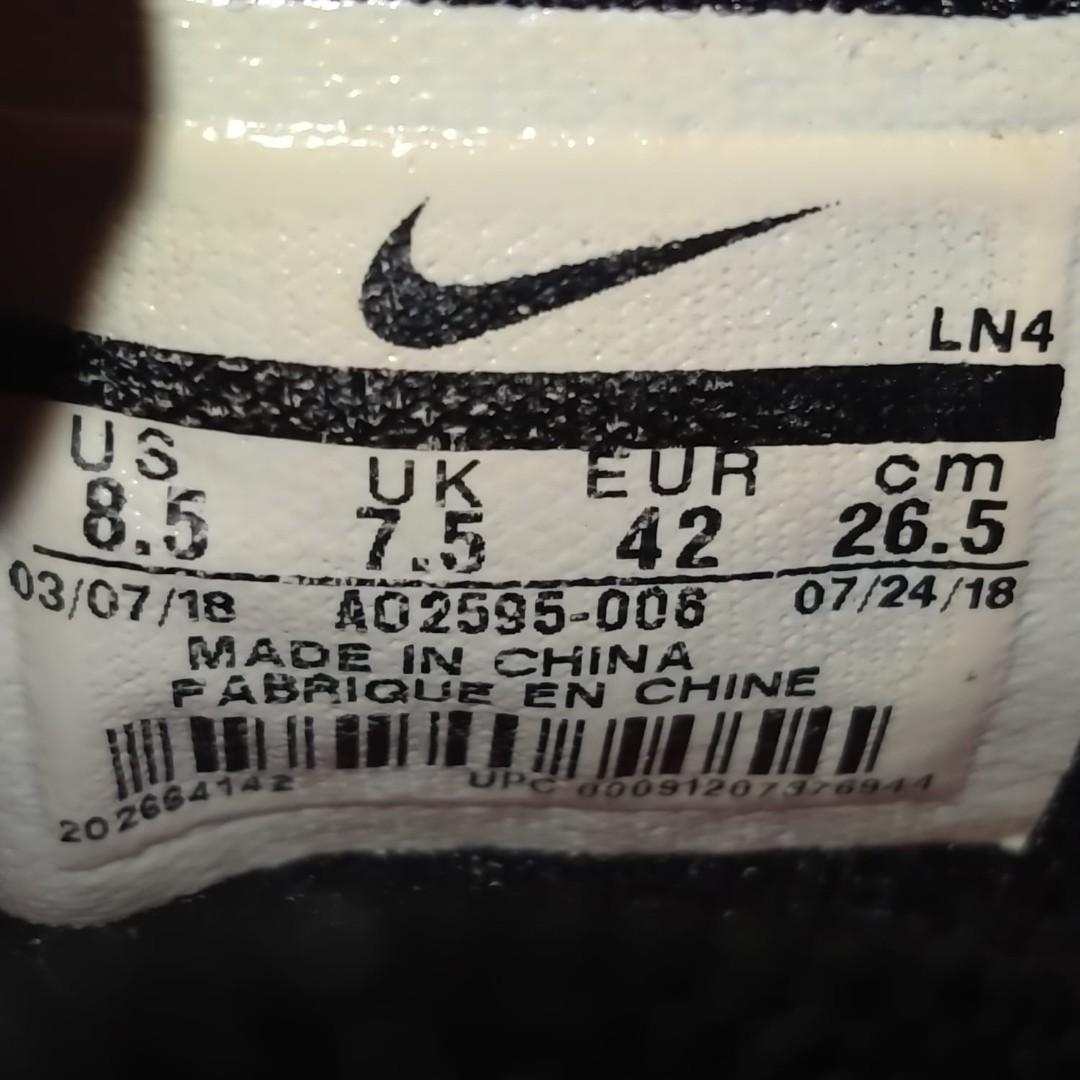 LN4
US UK EUR cm
8.5 7.5 42 26.5
03/07/18 AO2595-006 07/24/18
MADE IN CHINA
FABRIQUE EN CHINE
202664142 UPC 00091207376944